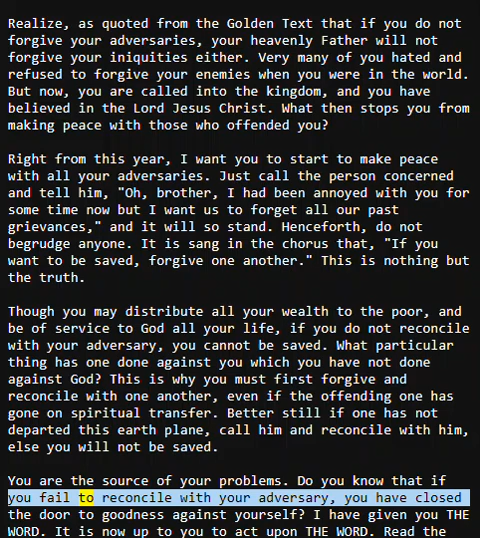 Realize, as quoted from the Golden Text that if you do not
forgive your adversaries, your heavenly Father will not
forgive your iniquities either. Very many of you hated and
refused to forgive your enemies when you were in the world.
But now, you are called into the kingdom, and you have
believed in the Lord Jesus Christ. What then stops you from
making peace with those who offended you?
Right from this year, I want you to start to make peace
with all your adversaries. Just call the person concerned
and tell him, "Oh, brother, I had been annoyed with you for
some time now but I want us to forget all our past
grievances," and it will so stand. Henceforth, do not
begrudge anyone. It is sang in the chorus that, "If you
want to be saved, forgive one another." This is nothing but
the truth.
Though you may distribute all your wealth to the poor, and
be of service to God all your life, if you do not reconcile
with your adversary, you cannot be saved. What particular
thing has one done against you which you have not done
against God? This is why you must first forgive and
reconcile with one another, even if the offending one has
gone on spiritual transfer. Better still if one has not
departed this earth plane, call him and reconcile with him,
else you will not be saved.
You are the source of your problems. Do you know that if
you fail to reconcile with your adversary, you have closed
the door to goodness against yourself? I have given you THE
WORD. It is now up to you to act upon THE WORD. Read the